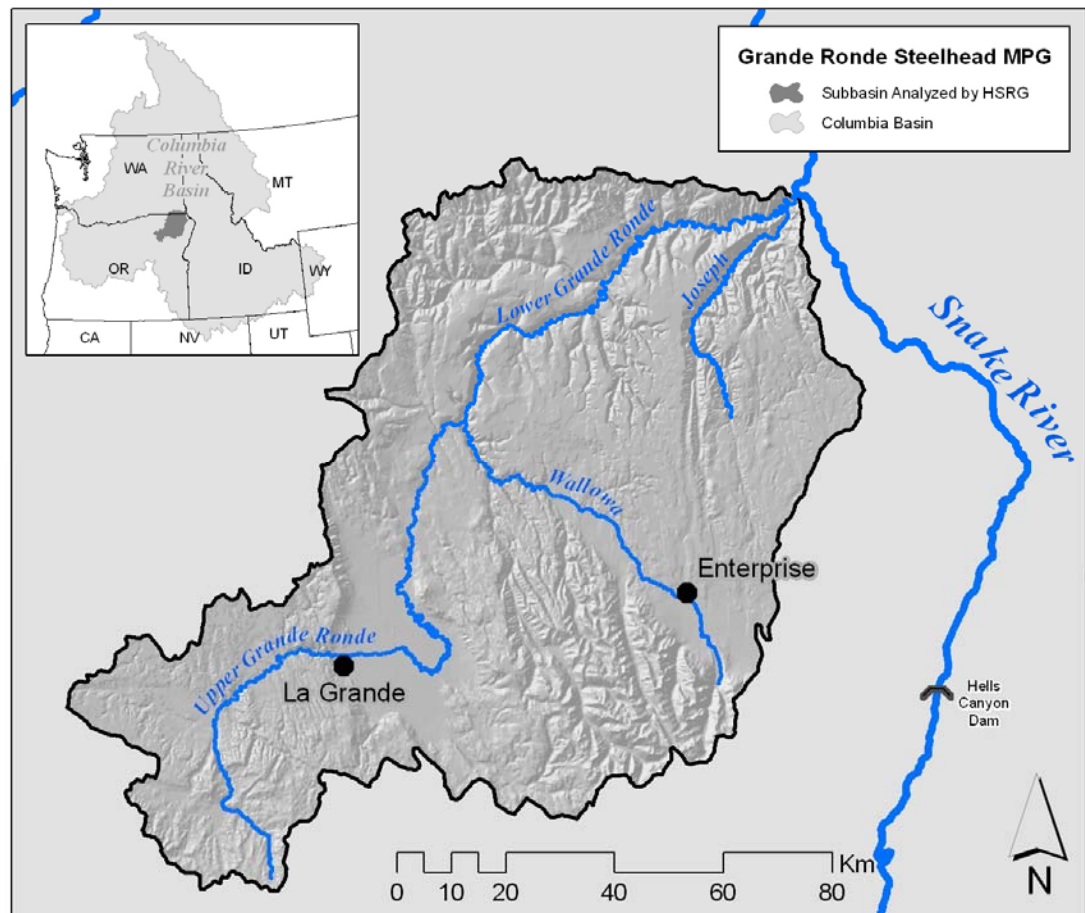 Grande Ronde Steelhead MPG
Subbasin Analyzed by HSRG
Columbia Basin
Columbia
River
Basin
WA
MT
OR
ID
WY
CA
NV
UT
Lower Grande Ronde
Joseph
Snake River
Wallowa
Enterprise
Upper Grande Ronde
La Grande
Hells
Canyon
Dam
Km
0 10 20 40 60 80
N